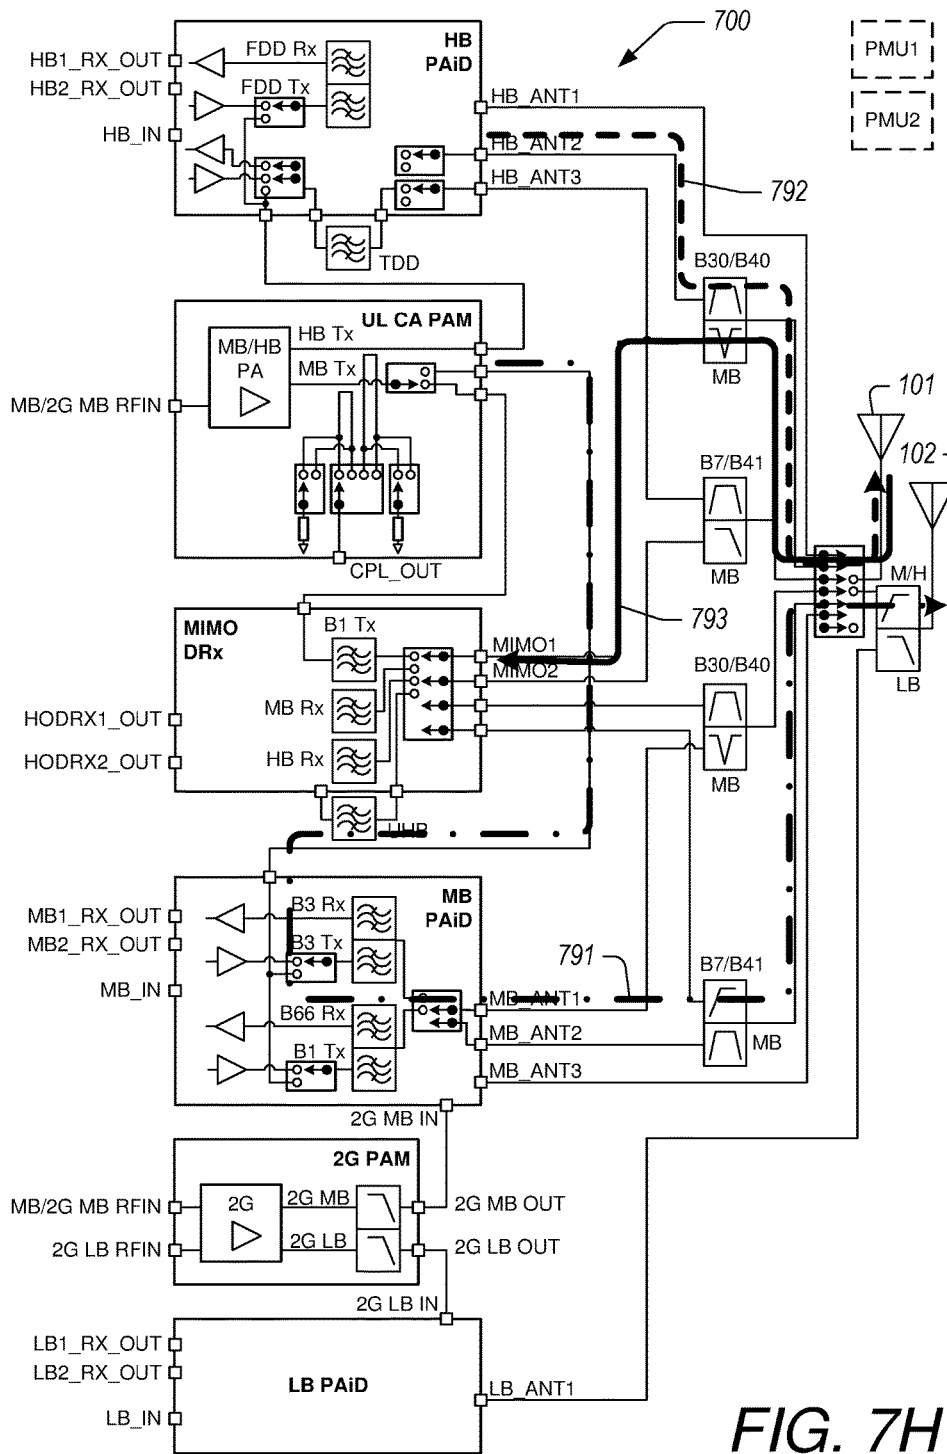 700
PMU1
PMU2
HB
PAiD
FDD Rx
FDD Tx
HB1_RX_OUT
HB2_RX_OUT
HB_IN
HB_ANT1
HB_ANT2
HB_ANT3
792
TDD
B30/B40
MB
UL CA PAM
MB/HB
PA
HB Tx
MB Tx
MB/2G MB RFIN
CPL_OUT
101
102
B7/B41
MB
M/H
LB
793
MIMO
DRx
B1 Tx
MB Rx
HB Rx
MIMO1
MIMO2
HODRX1_OUT
HODRX2_OUT
UHB
B30/B40
MB
MB
PAiD
B3 Rx
B3 Tx
B66 Rx
B1 Tx
MB1_RX_OUT
MB2_RX_OUT
MB_IN
791
MB_ANT1
MB_ANT2
MB_ANT3
B7/B41
MB
2G MB IN
2G PAM
2G
2G MB
2G LB
MB/2G MB RFIN
2G LB RFIN
2G MB OUT
2G LB OUT
2G LB IN
LB1_RX_OUT
LB2_RX_OUT
LB_IN
LB PAiD
LB_ANT1
FIG. 7H